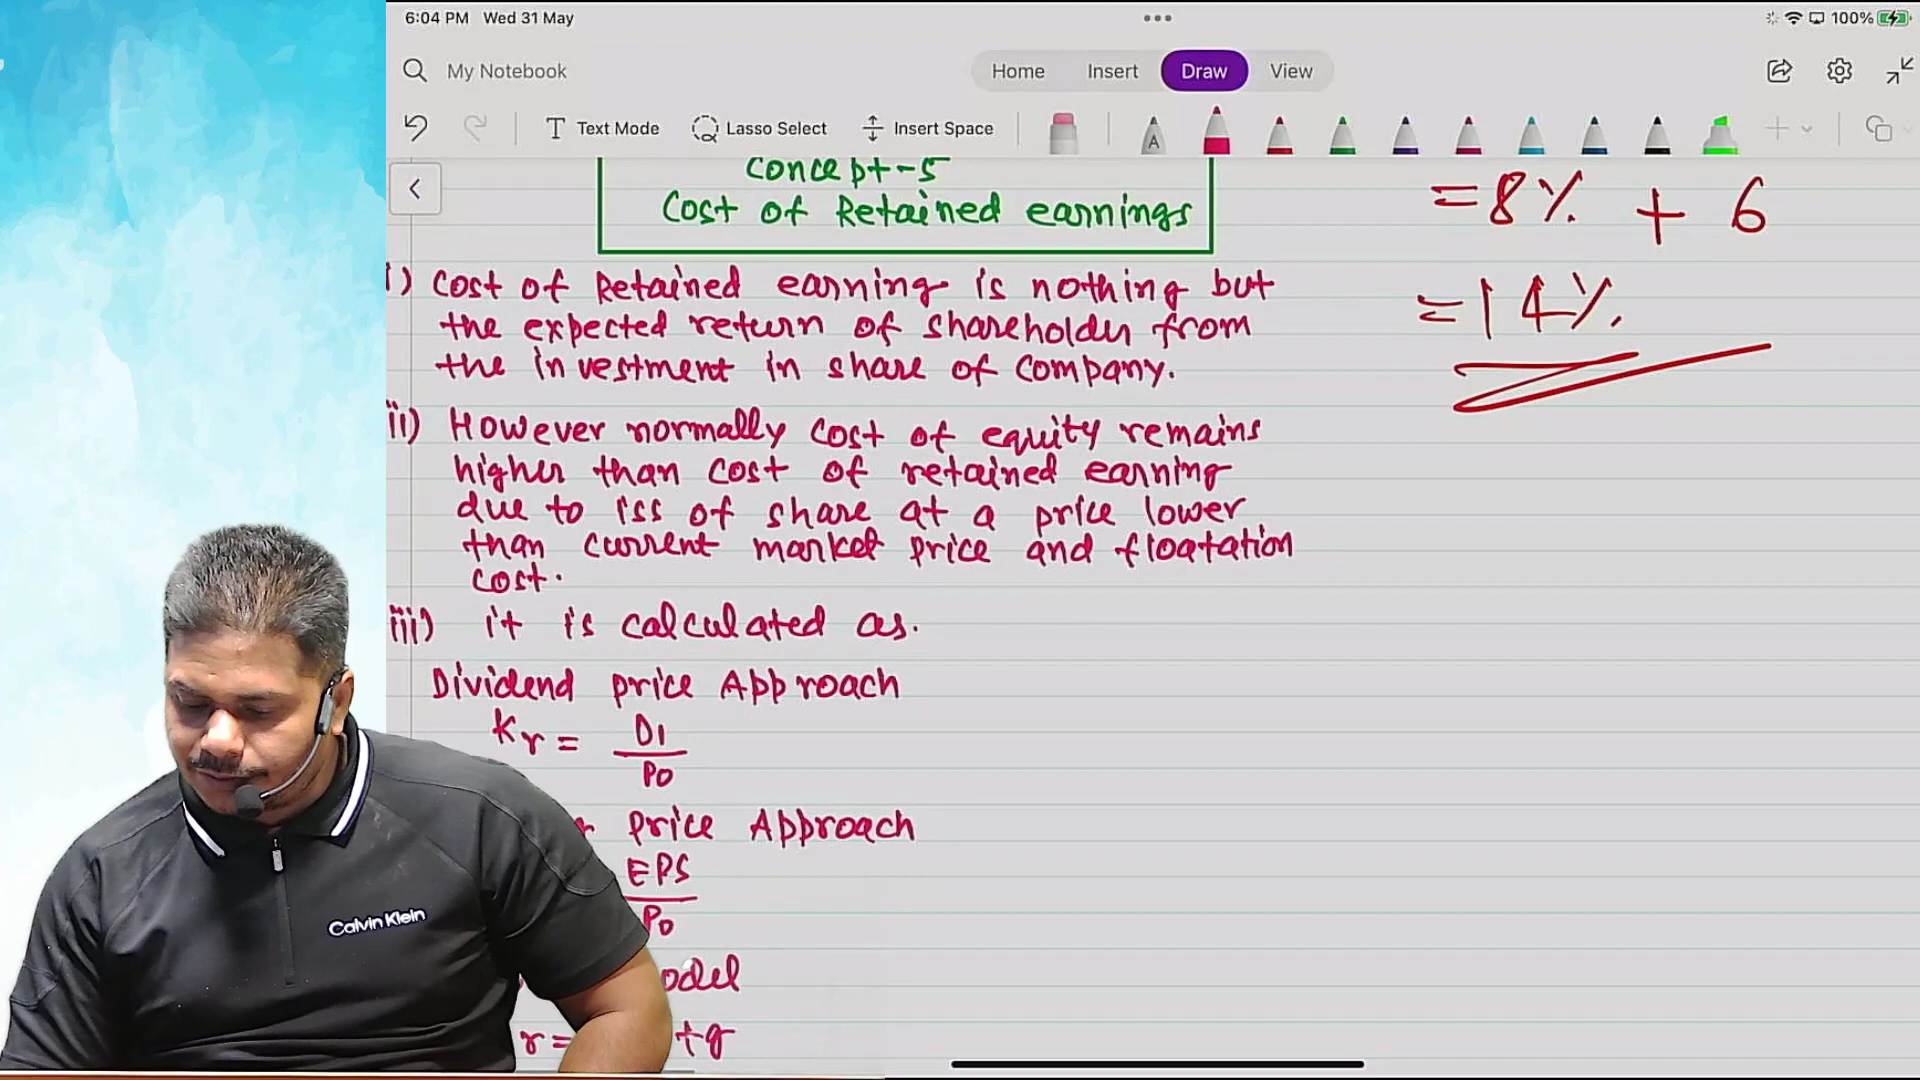 6:04 PM Wed 31 May
100%
My Notebook
Home Insert Draw View
Text Mode Lasso Select Insert Space
A
Concept-5
Cost of Retained earnings
=8% + 6
=14%
i) Cost of Retained earning is nothing but
the expected return of shareholder from
the investment in share of company.
ii) However normally cost of equity remains
higher than cost of retained earning
due to iss of share at a price lower
than current market price and floatation
cost.
iii) it is calculated as.
Dividend price Approach
Kr = D1
P0
price Approach
EPS
P0
odel
r= +g
Calvin Klein